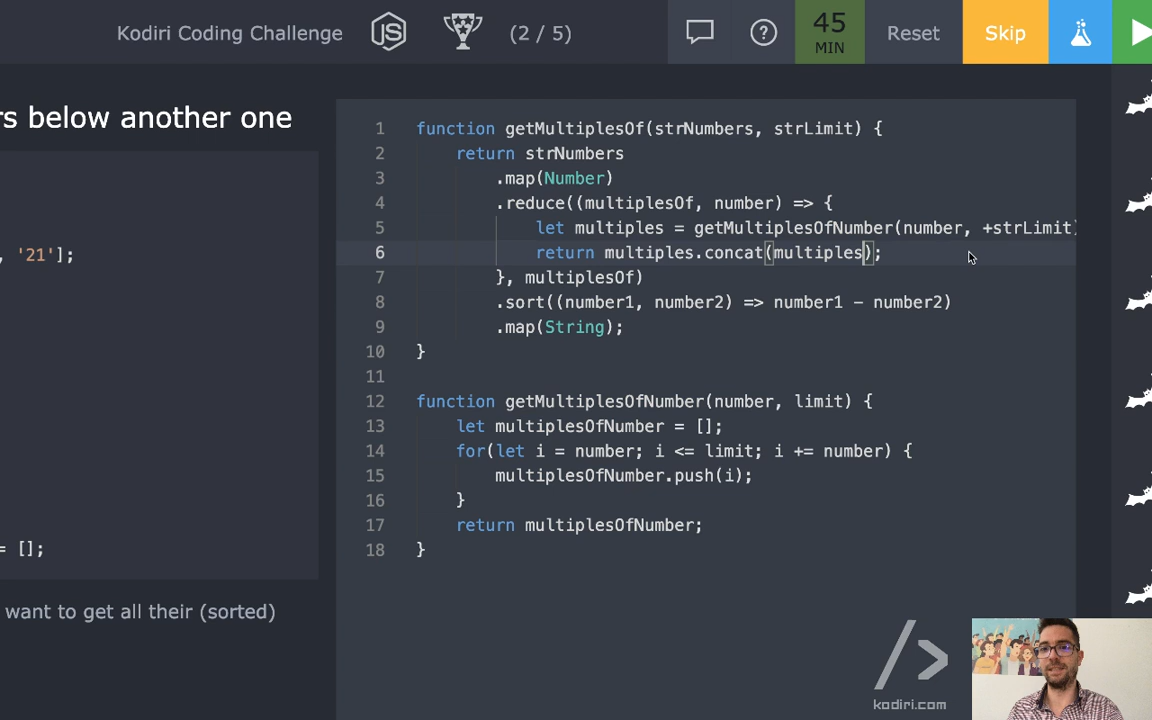 Kodiri Coding Challenge
JS
(2 / 5)
45
MIN
Reset
Skip
rs below another one
, '21'];
= [];
want to get all their (sorted)
1 function getMultiplesOf(strNumbers, strLimit) {
2 return strNumbers
3 .map(Number)
4 .reduce((multiplesOf, number) => {
5 let multiples = getMultiplesOfNumber(number, +strLimit)
6 return multiples.concat(multiples);
7 }, multiplesOf)
8 .sort((number1, number2) => number1 - number2)
9 .map(String);
10 }
11
12 function getMultiplesOfNumber(number, limit) {
13 let multiplesOfNumber = [];
14 for(let i = number; i <= limit; i += number) {
15 multiplesOfNumber.push(i);
16 }
17 return multiplesOfNumber;
18 }
/>
kodiri.com